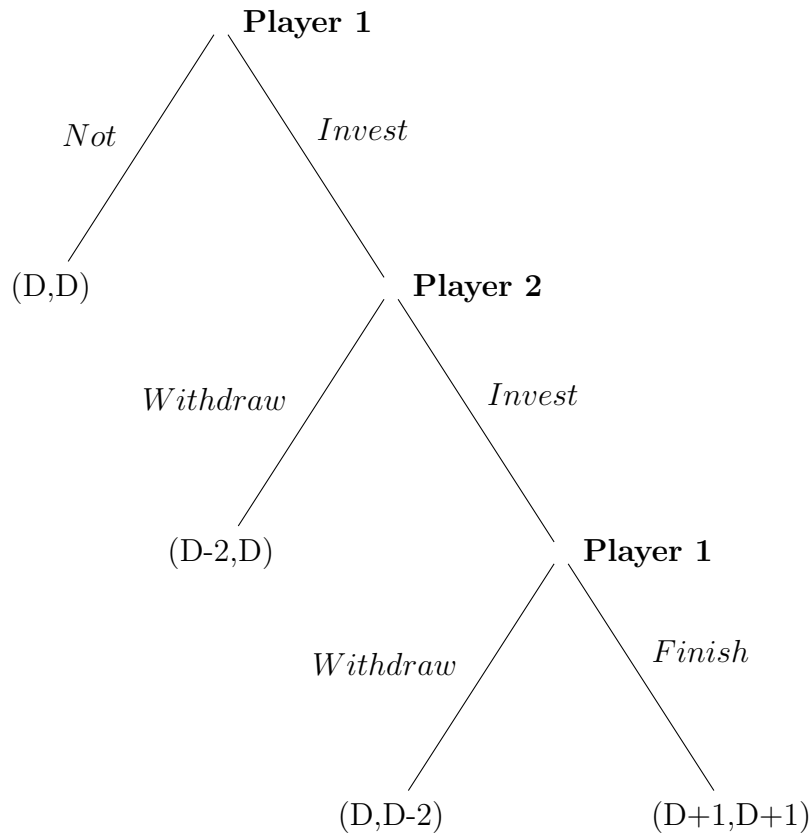 Player 1
Not
Invest
(D,D)
Player 2
Withdraw
Invest
(D-2,D)
Player 1
Withdraw
Finish
(D,D-2)
(D+1,D+1)